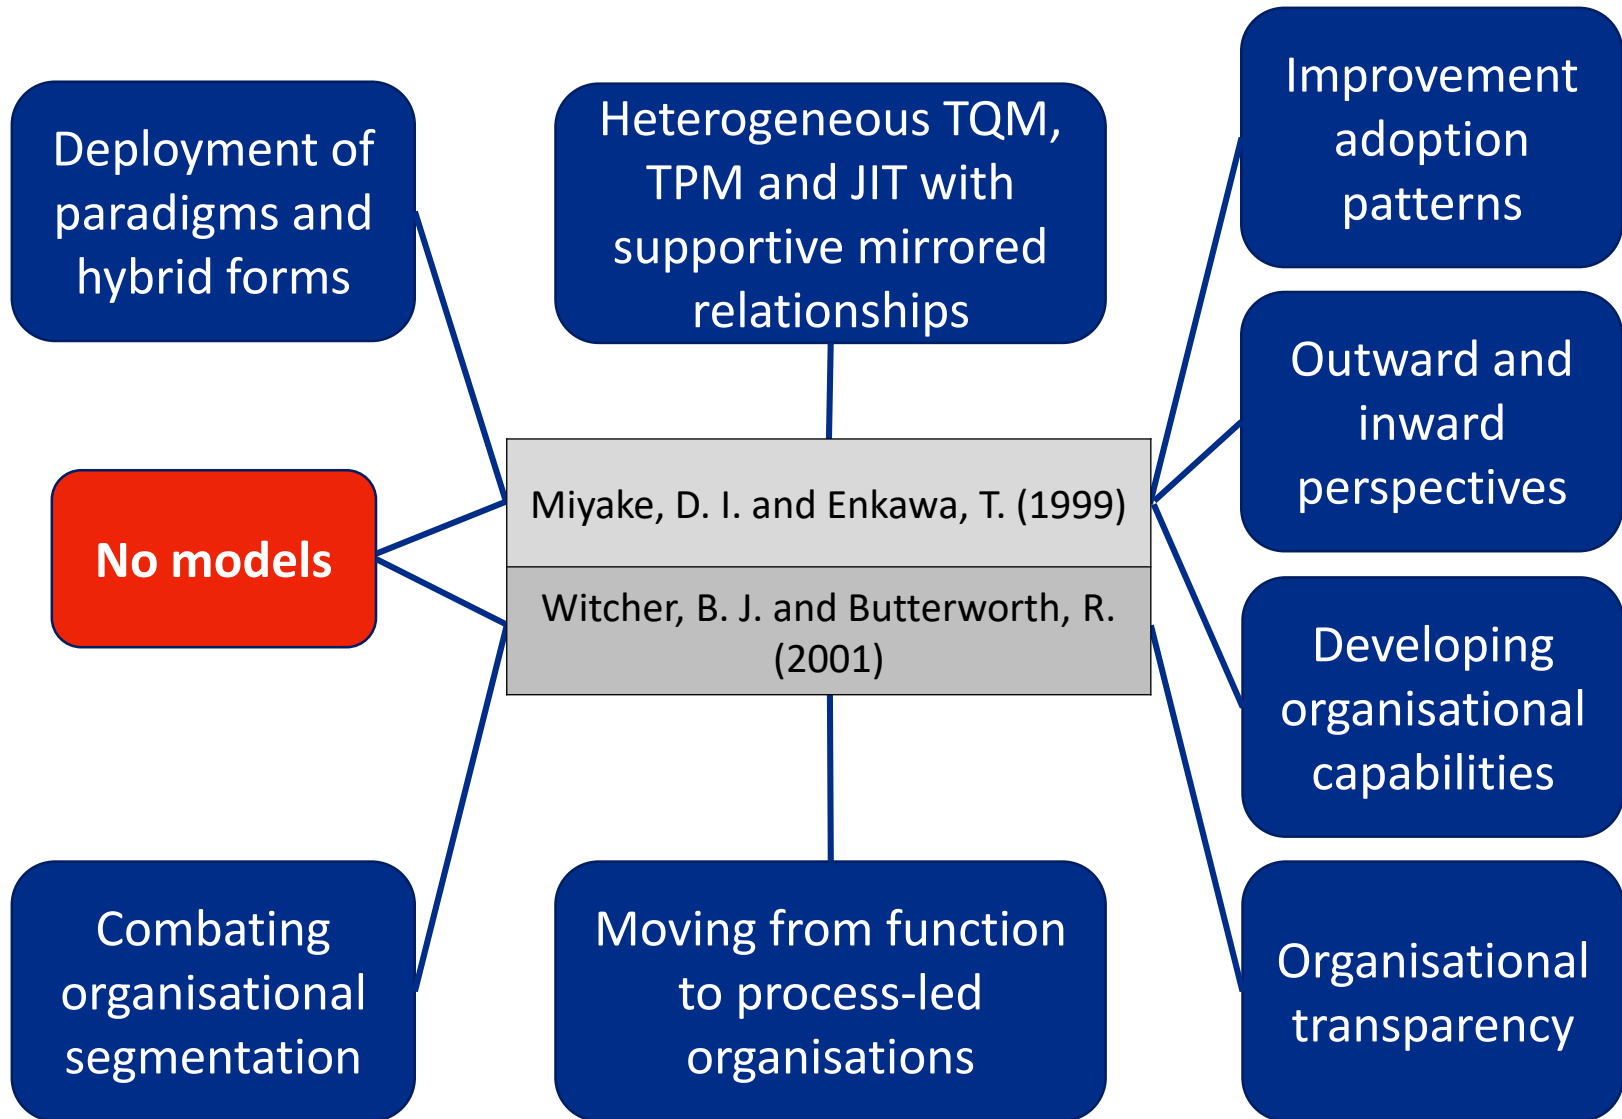 Deployment of
paradigms and
hybrid forms
Heterogeneous TQM,
TPM and JIT with
supportive mirrored
relationships
Improvement
adoption
patterns
Outward and
inward
perspectives
No models
Miyake, D. I. and Enkawa, T. (1999)
Witcher, B. J. and Butterworth, R.
(2001)
Developing
organisational
capabilities
Combating
organisational
segmentation
Moving from function
to process-led
organisations
Organisational
transparency